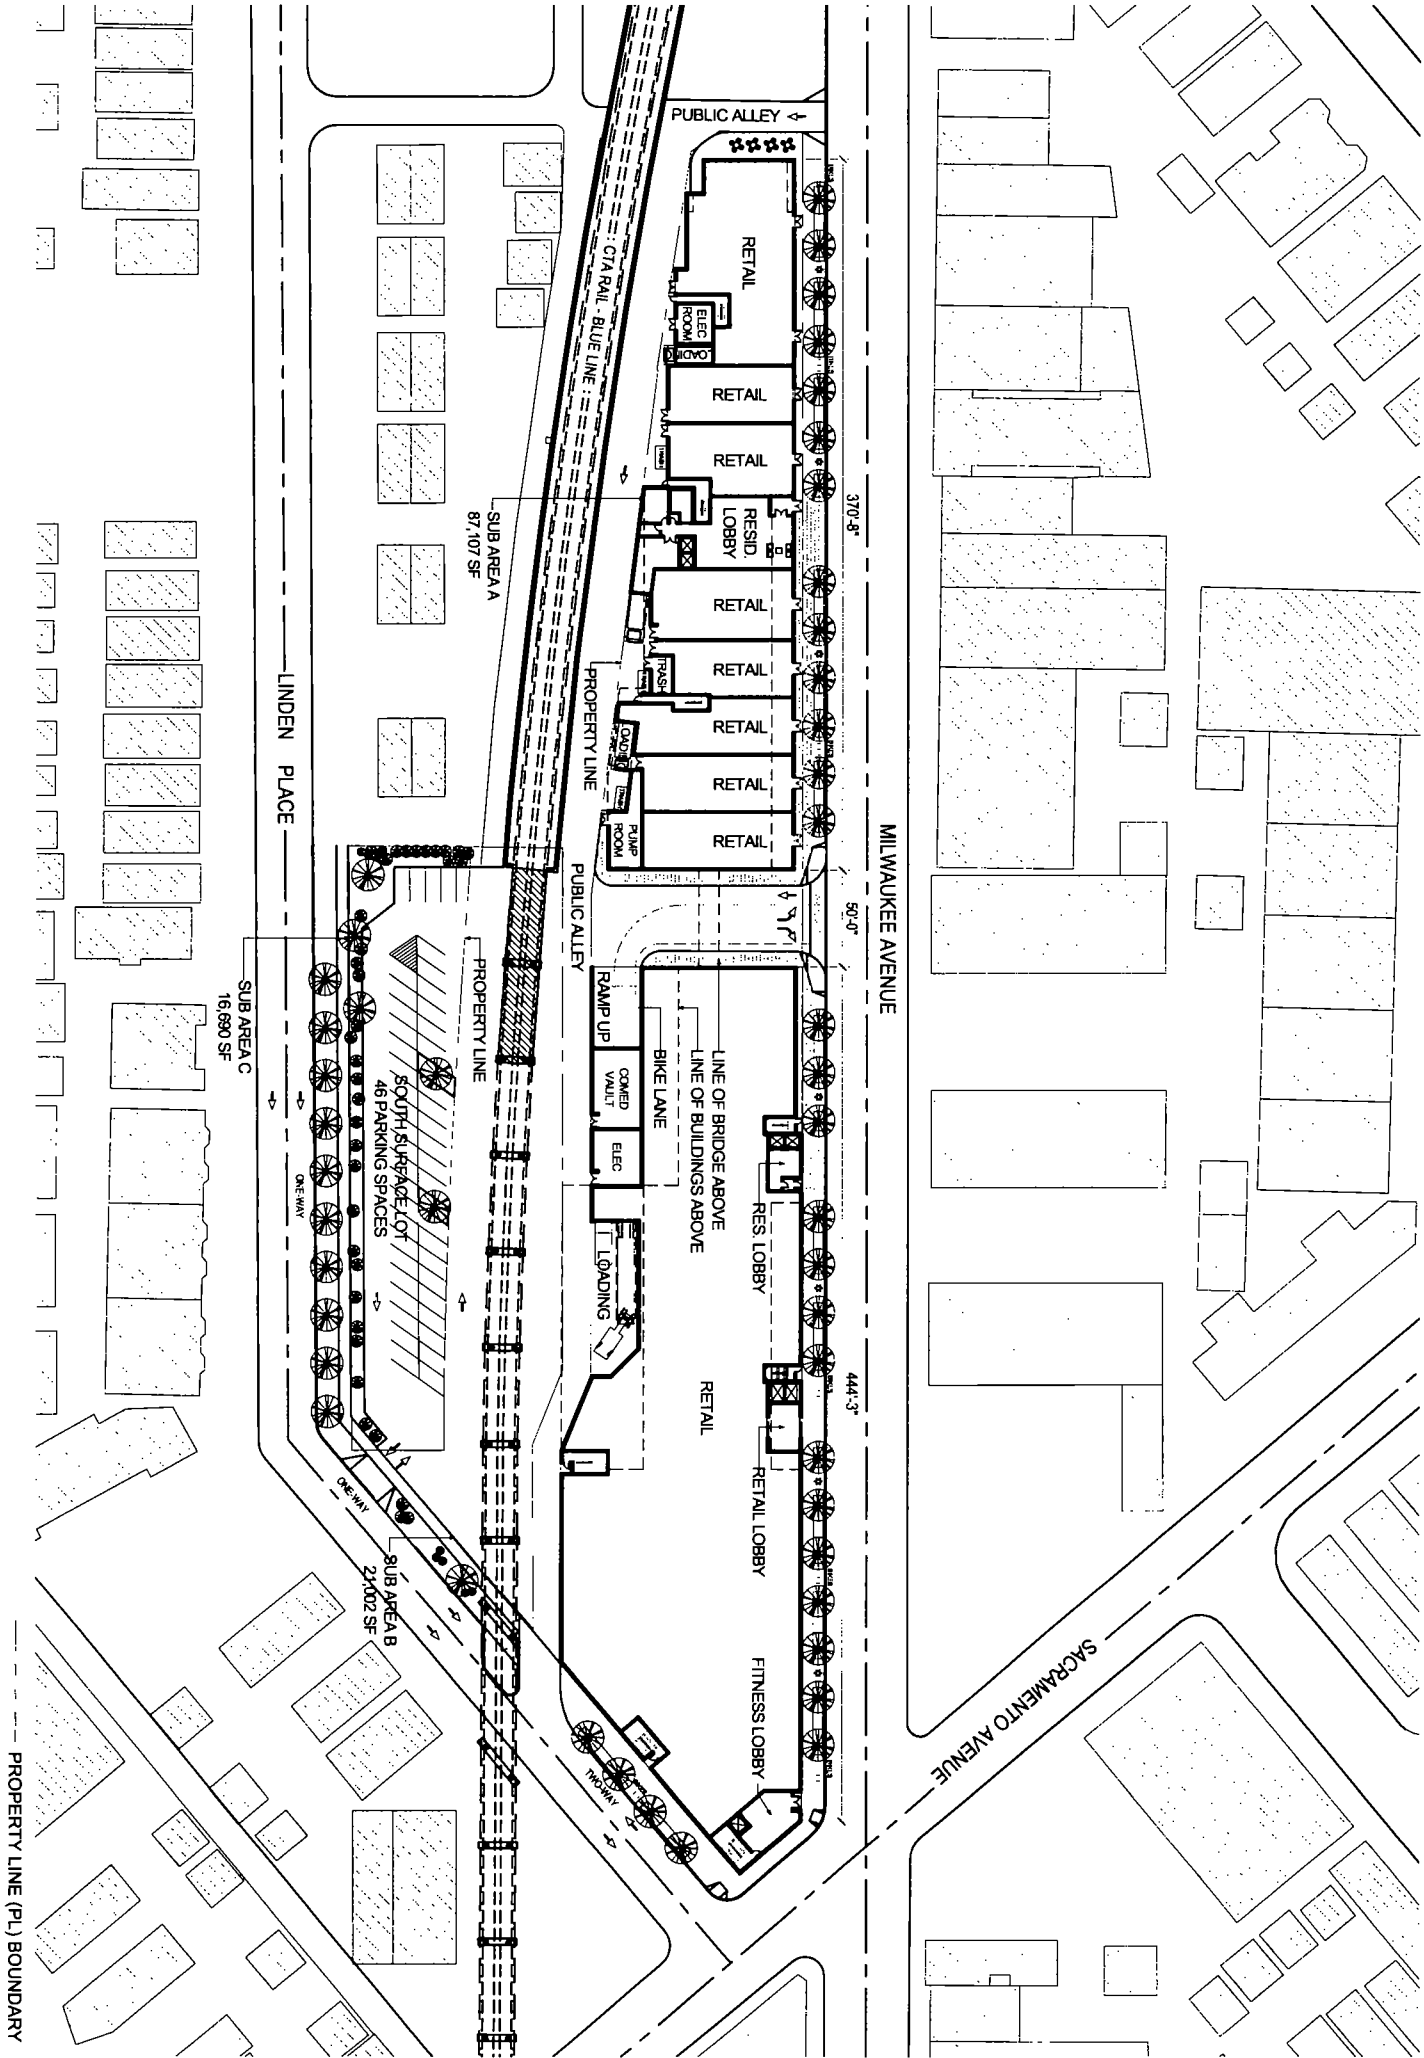 PUBLIC ALLEY
CTA RAIL - BLUE LINE
RETAIL
ELEC
ROOM
LOADING
RETAIL
RETAIL
370'-8"
RESID.
LOBBY
SUB AREA A
87,107 SF
RETAIL
RETAIL
TRASH
PROPERTY LINE
RETAIL
LOADING
RETAIL
RETAIL
PUMP
ROOM
LINDEN PLACE
MILWAUKEE AVENUE
PUBLIC ALLEY
50'-0"
PROPERTY LINE
SUB AREA C
16,690 SF
RAMP UP
COMED
VAULT
ELEC
BIKE LANE
LINE OF BUILDINGS ABOVE
LINE OF BRIDGE ABOVE
SOUTH SURFACE LOT
46 PARKING SPACES
ONE-WAY
RES. LOBBY
LOADING
444'-3"
RETAIL
RETAIL LOBBY
ONE-WAY
SUB AREA B
21,002 SF
FITNESS LOBBY
SACRAMENTO AVENUE
TWO-WAY
PROPERTY LINE (PL) BOUNDARY